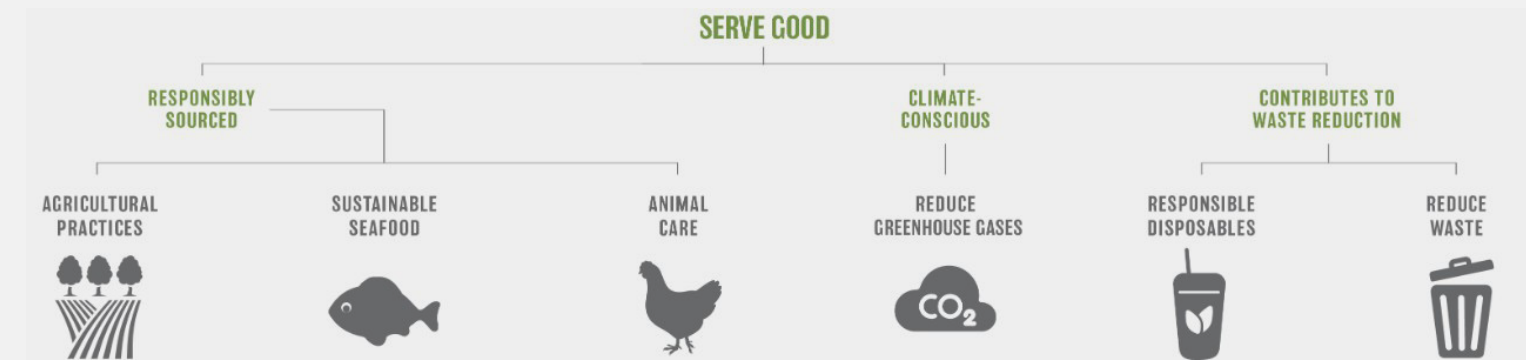 SERVE GOOD
RESPONSIBLY
SOURCED
CLIMATE-
CONSCIOUS
CONTRIBUTES TO
WASTE REDUCTION
AGRICULTURAL
PRACTICES
SUSTAINABLE
SEAFOOD
ANIMAL
CARE
REDUCE
GREENHOUSE GASES
RESPONSIBLE
DISPOSABLES
REDUCE
WASTE
CO2